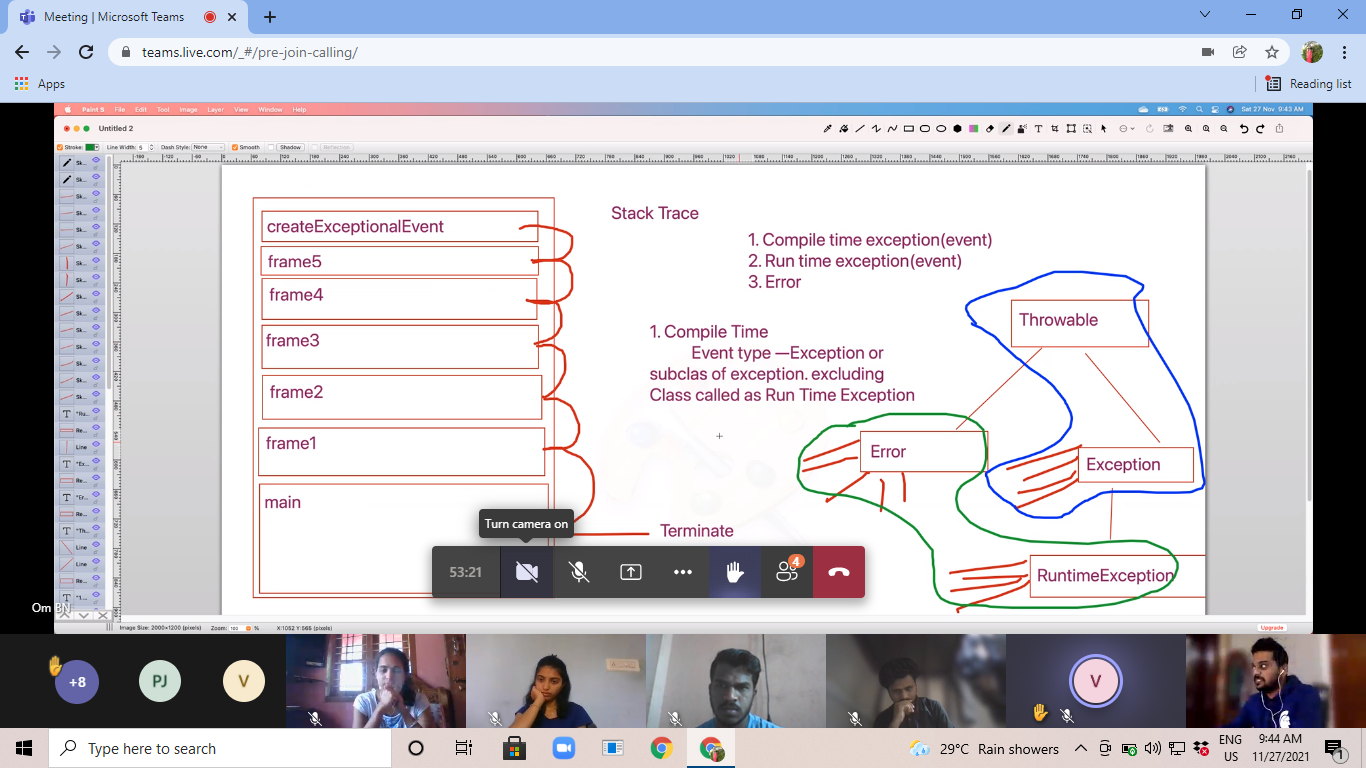 Meeting | Microsoft Teams
teams.live.com/_#/pre-join-calling/
Apps
Reading list
Paint S File Edit Tool Image Layer View Window Help
Sat 27 Nov 9:43 AM
Untitled 2
Stroke: Line Width: 5 Dash Style: None Smooth Shadow Reflection
createExceptionalEvent
frame5
frame4
frame3
frame2
frame1
main
Stack Trace
1. Compile time exception(event)
2. Run time exception(event)
3. Error
1. Compile Time
Event type —Exception or
subclas of exception. excluding
Class called as Run Time Exception
Throwable
Error
Exception
RuntimeException
Terminate
Turn camera on
53:21
4
Om BN
Image Size: 2000×1200 (pixels) Zoom: 100 % X:1052 Y:566 (pixels)
Upgrade
+8
PJ
V
V
Type here to search
29°C Rain showers
ENG
US
9:44 AM
11/27/2021
1